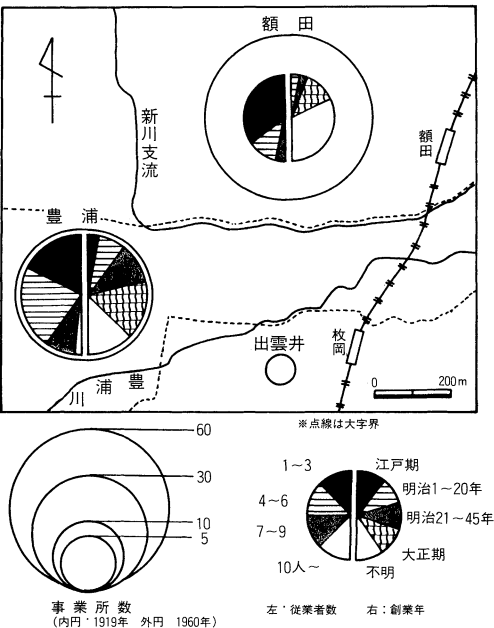 額田
新川支流
額田
豊浦
出雲井
枚岡
豊浦川
0 200m
※点線は大字界
60
30
10
5
事業所数
(内円:1919年 外円 1960年)
1~3
4~6
7~9
10人~
江戸期
明治1~20年
明治21~45年
大正期
不明
左:従業者数 右:創業年